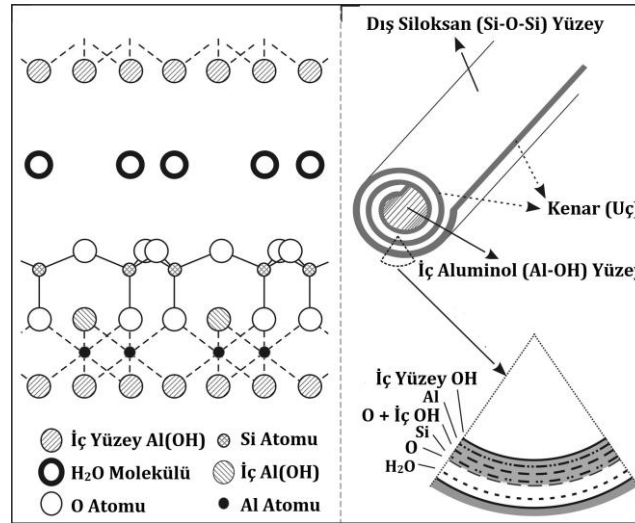 Dış Siloksan (Si-O-Si) Yüzey
Kenar (Uç)
İç Aluminol (Al-OH) Yüzey
İç Yüzey OH
Al
O + İç OH
Si
O
H₂O
İç Yüzey Al(OH)
Si Atomu
H₂O Molekülü
İç Al(OH)
O Atomu
Al Atomu